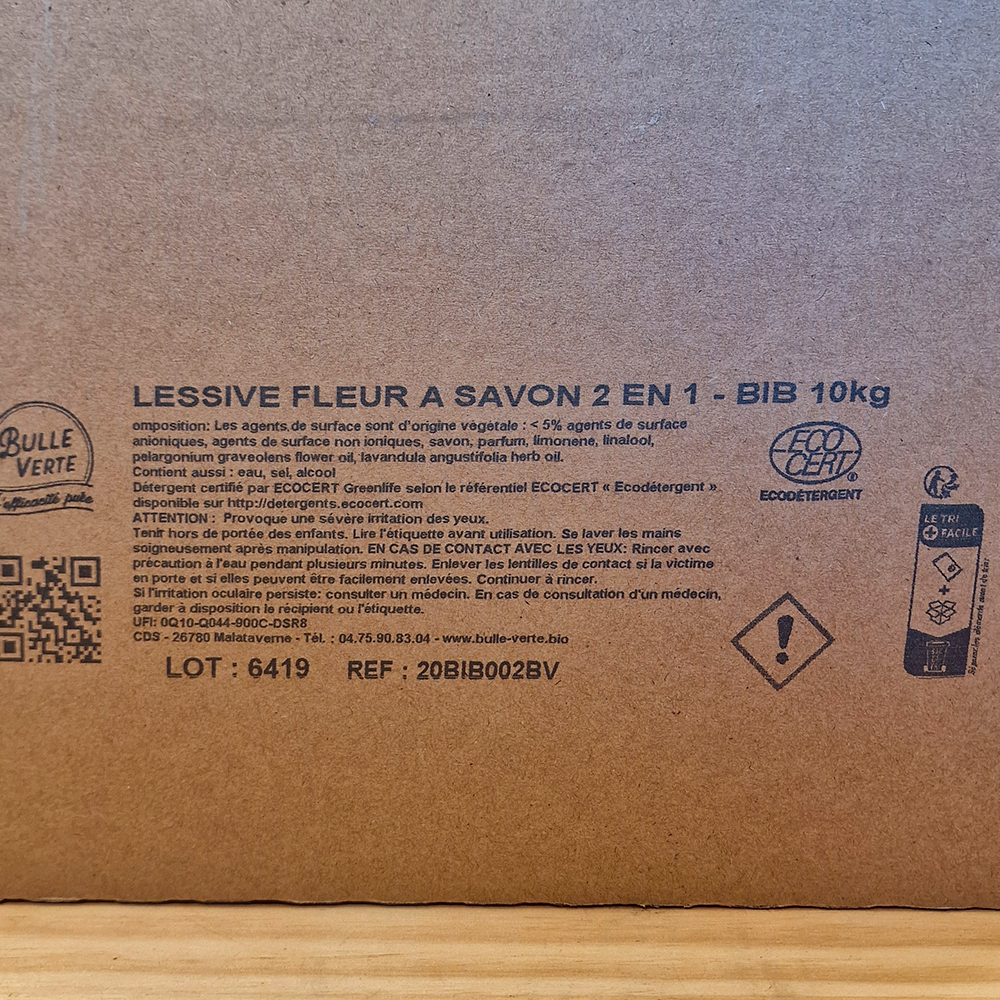 LESSIVE FLEUR A SAVON 2 EN 1 - BIB 10kg
BULLE
VERTE
l'efficacité pure
omposition: Les agents de surface sont d'origine végétale : < 5% agents de surface
anioniques, agents de surface non ioniques, savon, parfum, limonene, linalool,
pelargonium graveolens flower oil, lavandula angustifolia herb oil.
Contient aussi : eau, sel, alcool
Détergent certifié par ECOCERT Greenlife selon le référentiel ECOCERT « Ecodétergent »
disponible sur http://detergents.ecocert.com
ATTENTION : Provoque une sévère irritation des yeux.
Tenir hors de portée des enfants. Lire l'étiquette avant utilisation. Se laver les mains
soigneusement après manipulation. EN CAS DE CONTACT AVEC LES YEUX: Rincer avec
précaution à l'eau pendant plusieurs minutes. Enlever les lentilles de contact si la victime
en porte et si elles peuvent être facilement enlevées. Continuer à rincer.
Si l'irritation oculaire persiste: consulter un médecin. En cas de consultation d'un médecin,
garder à disposition le récipient ou l'étiquette.
UFI: 0Q10-Q044-900C-DSR8
CDS - 26780 Malataverne - Tél. : 04.75.90.83.04 - www.bulle-verte.bio
LOT : 6419 REF : 20BIB002BV
ECO
CERT
®
ECODÉTERGENT
LE TRI
+ FACILE
+
Séparez les éléments avant de trier